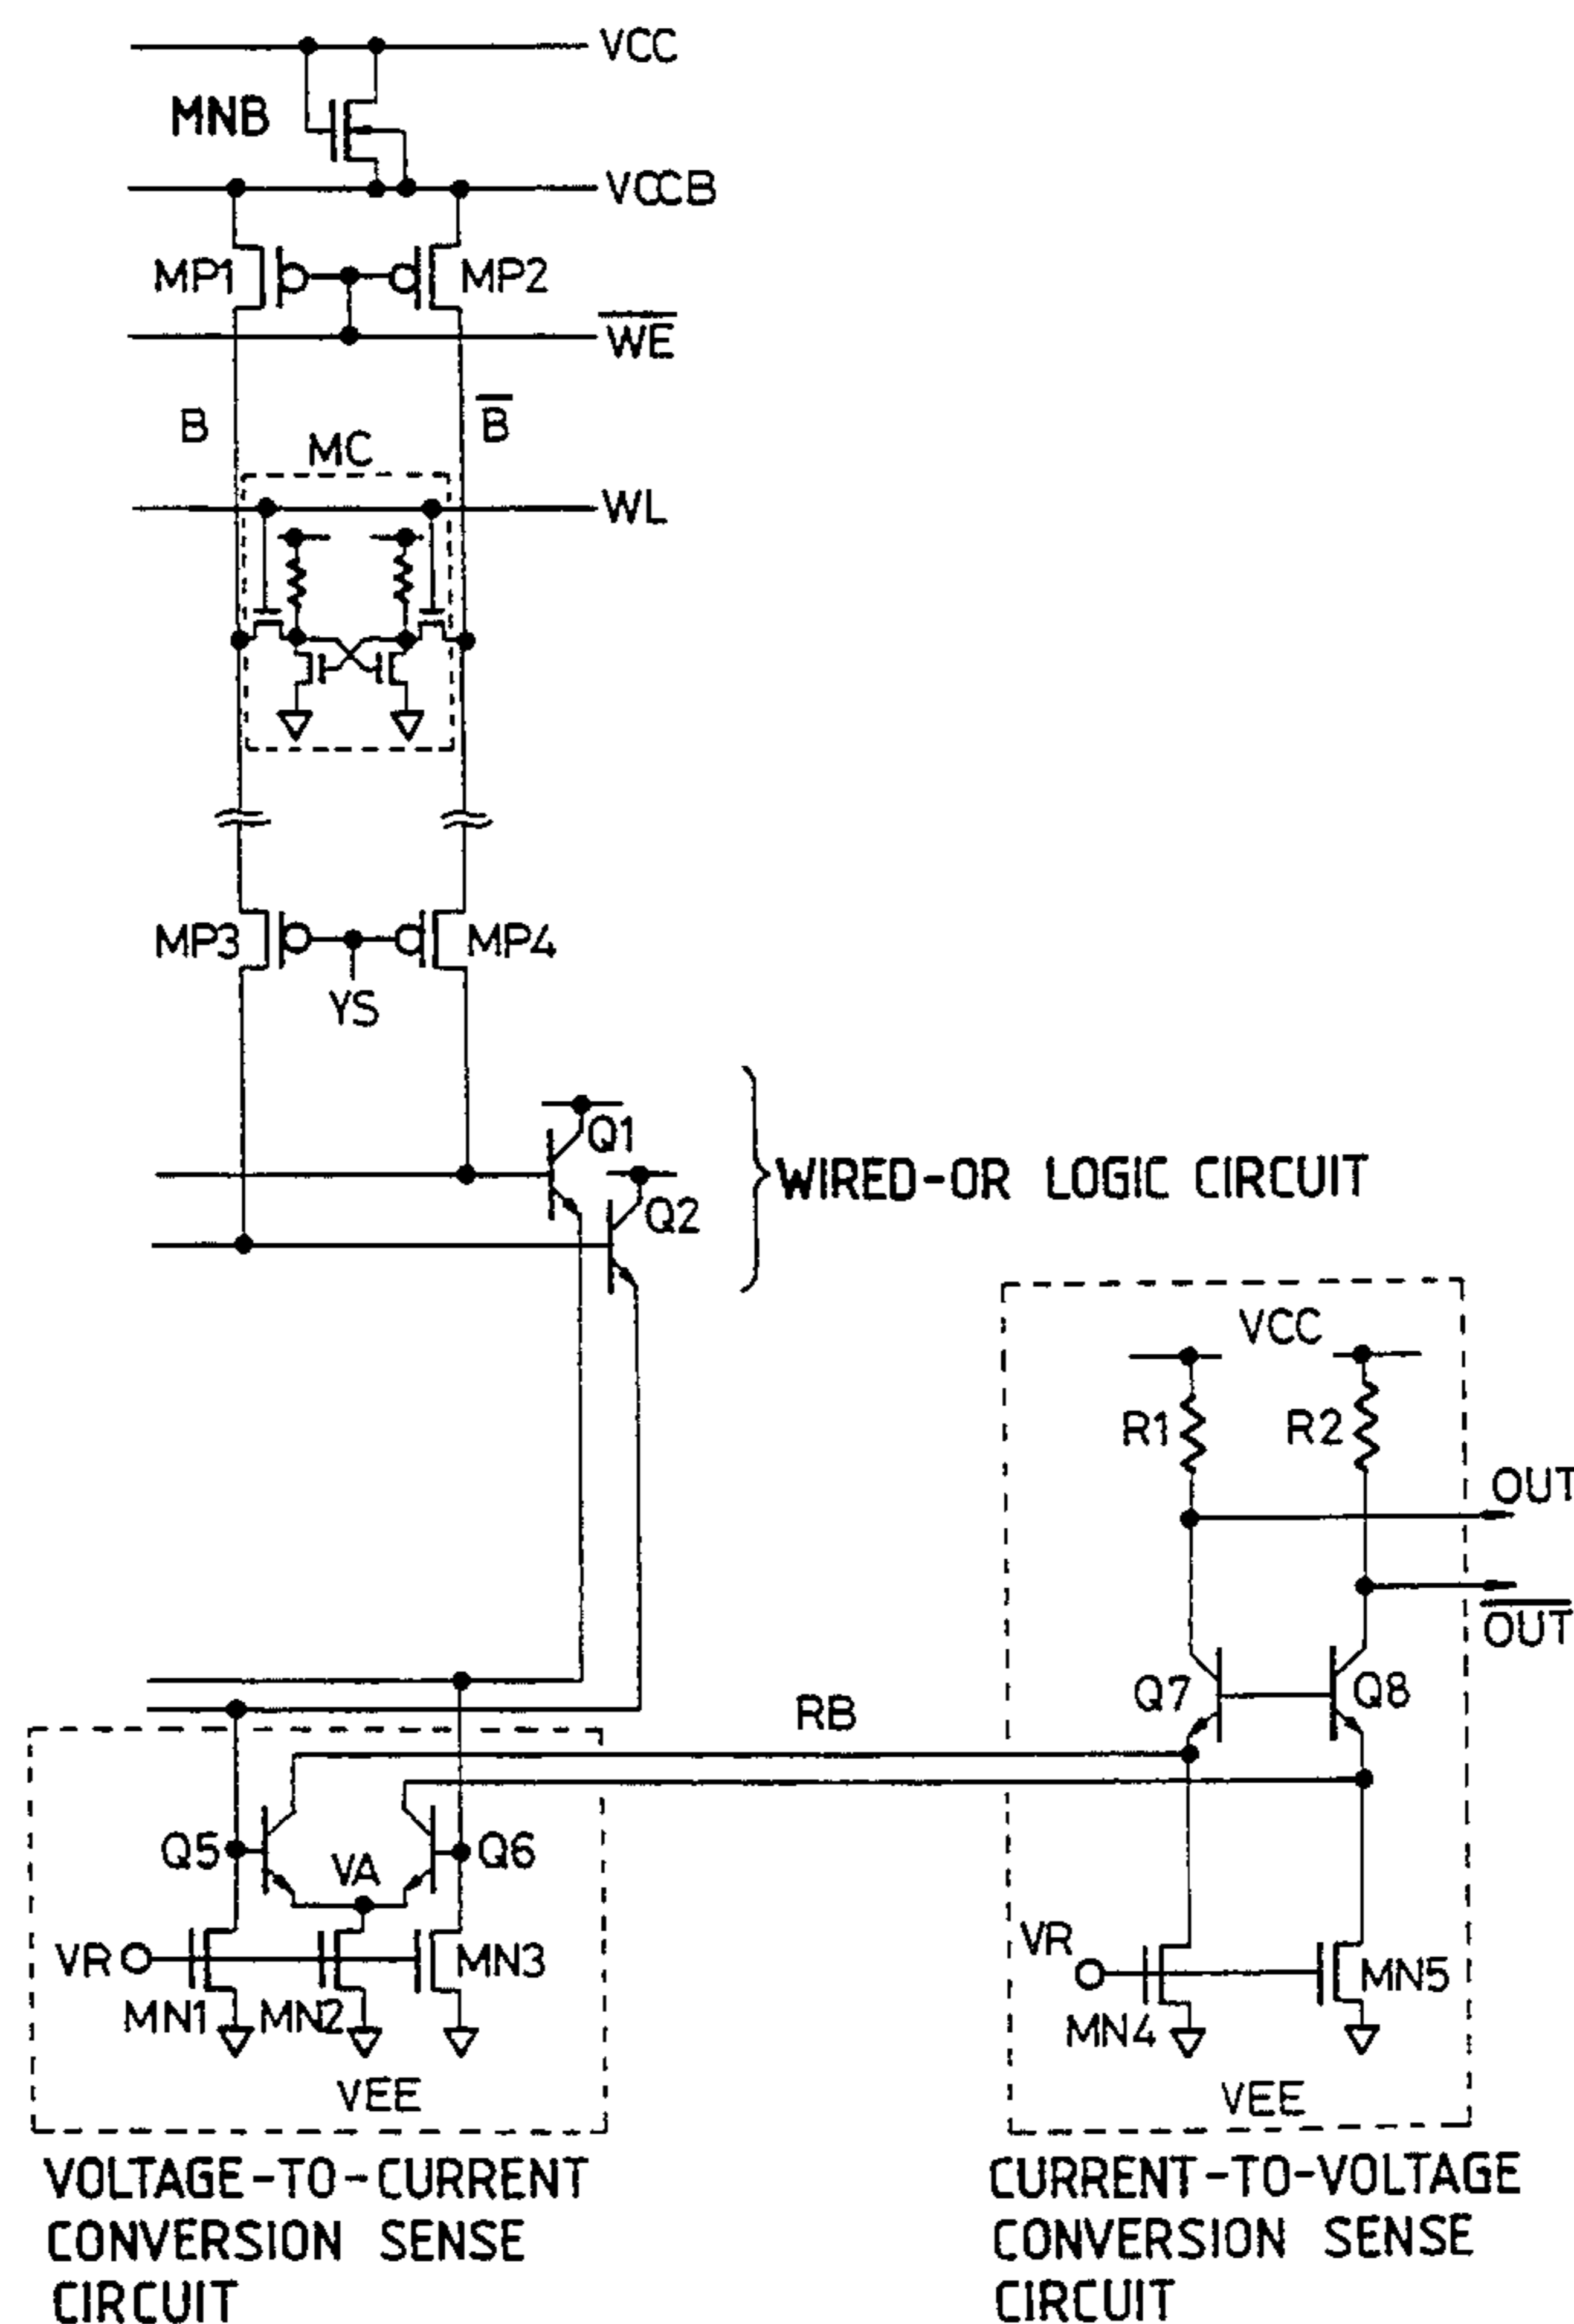 VCC
MNB
VCCB
MP1
MP2
W̅E̅
B
B̅
MC
WL
MP3
MP4
YS
Q1
Q2
WIRED-OR LOGIC CIRCUIT
VCC
R1
R2
OUT
O̅U̅T̅
Q7
Q8
RB
Q5
VA
Q6
VR
MN3
MN1
MN2
VEE
VR
MN5
MN4
VEE
VOLTAGE-TO-CURRENT
CONVERSION SENSE
CIRCUIT
CURRENT-TO-VOLTAGE
CONVERSION SENSE
CIRCUIT